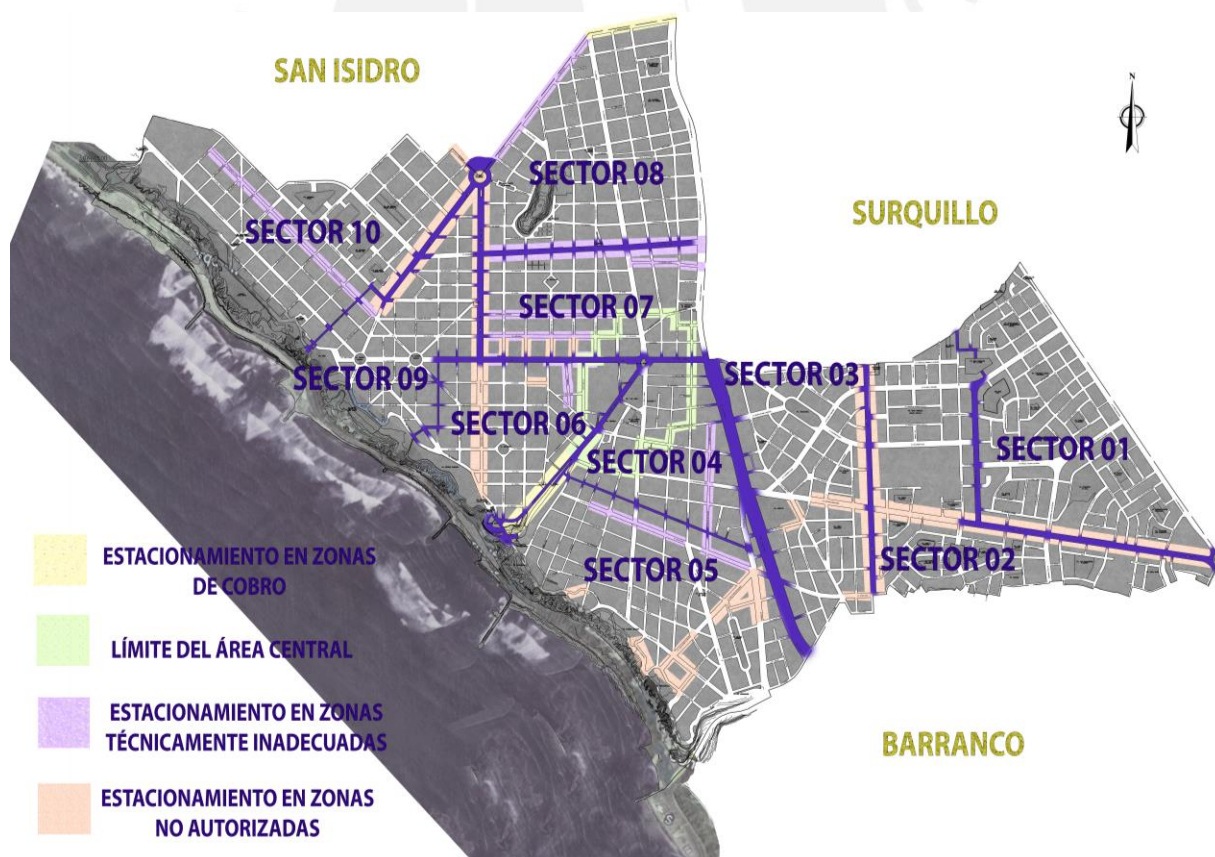 SAN ISIDRO
N
SECTOR 08
SURQUILLO
SECTOR 10
SECTOR 07
SECTOR 09
SECTOR 03
SECTOR 06
SECTOR 01
SECTOR 04
SECTOR 05
SECTOR 02
ESTACIONAMIENTO EN ZONAS
DE COBRO
LÍMITE DEL ÁREA CENTRAL
ESTACIONAMIENTO EN ZONAS
TÉCNICAMENTE INADECUADAS
BARRANCO
ESTACIONAMIENTO EN ZONAS
NO AUTORIZADAS